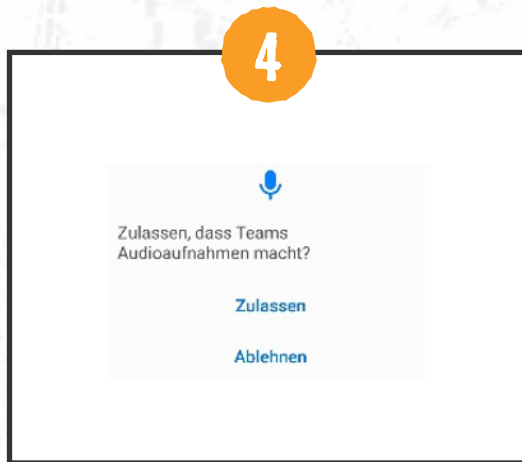 4
Zulassen, dass Teams
Audioaufnahmen macht?
Zulassen
Ablehnen